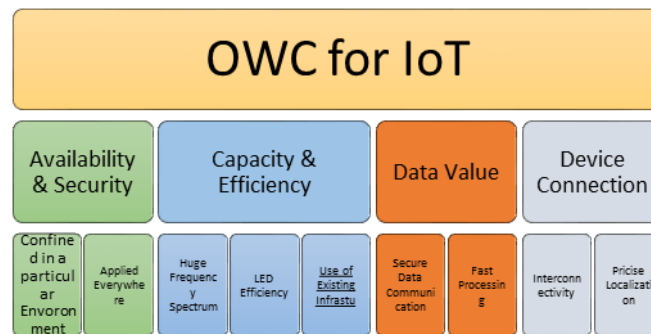 OWC for IoT
Availability
& Security
Capacity &
Efficiency
Data Value
Device
Connection
Confine
d in a
particul
ar
Envoron
ment
Applied
Everywhe
re
Huge
Frequenc
y
Spectrum
LED
Efficiency
Use of
Existing
Infrastu
Secure
Data
Communi
cation
Fast
Processin
g
Interconn
ectivity
Pricise
Localizati
on